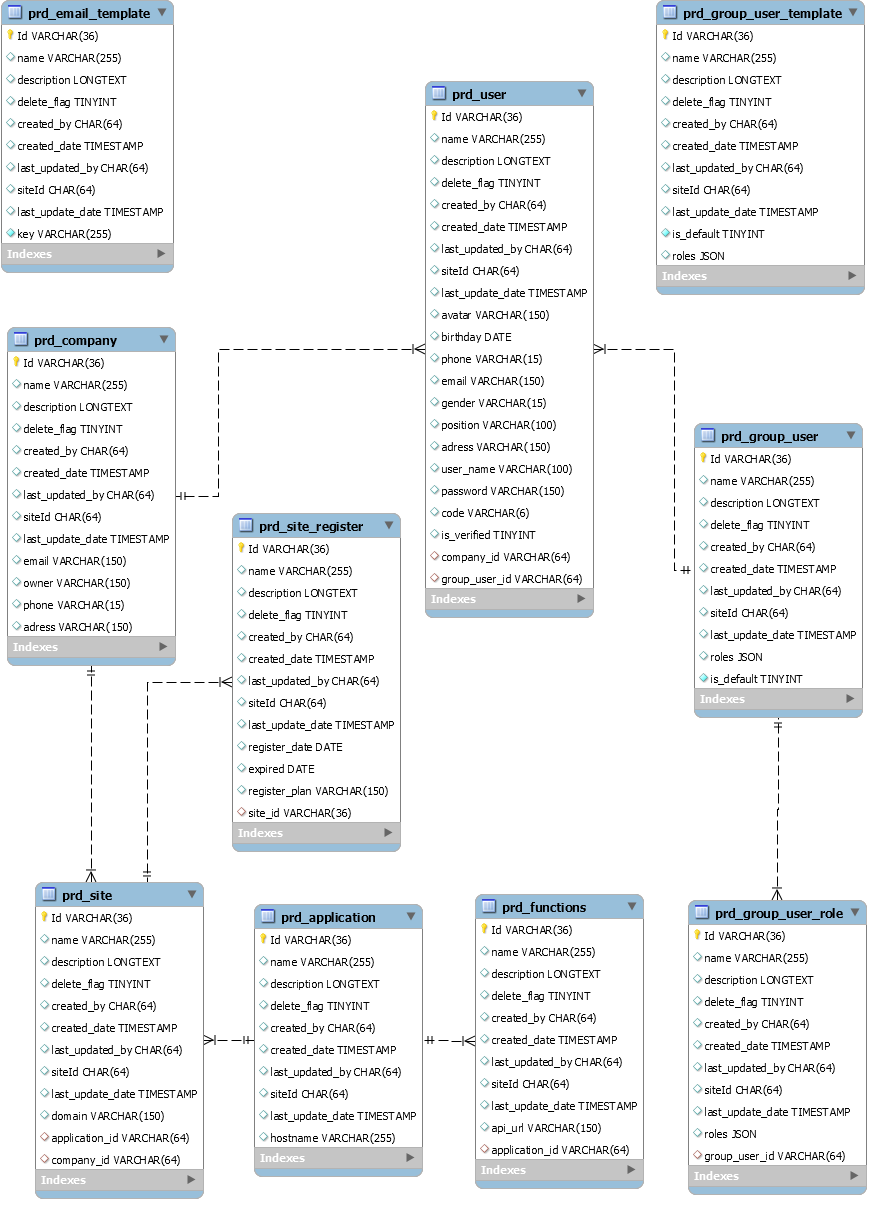 prd_email_template
Id VARCHAR(36)
name VARCHAR(255)
description LONGTEXT
delete_flag TINYINT
created_by CHAR(64)
created_date TIMESTAMP
last_updated_by CHAR(64)
siteId CHAR(64)
last_update_date TIMESTAMP
key VARCHAR(255)
Indexes
prd_group_user_template
Id VARCHAR(36)
name VARCHAR(255)
description LONGTEXT
delete_flag TINYINT
created_by CHAR(64)
created_date TIMESTAMP
last_updated_by CHAR(64)
siteId CHAR(64)
last_update_date TIMESTAMP
is_default TINYINT
roles JSON
Indexes
prd_user
Id VARCHAR(36)
name VARCHAR(255)
description LONGTEXT
delete_flag TINYINT
created_by CHAR(64)
created_date TIMESTAMP
last_updated_by CHAR(64)
siteId CHAR(64)
last_update_date TIMESTAMP
avatar VARCHAR(150)
birthday DATE
phone VARCHAR(15)
email VARCHAR(150)
gender VARCHAR(15)
position VARCHAR(100)
adress VARCHAR(150)
user_name VARCHAR(100)
password VARCHAR(150)
code VARCHAR(6)
is_verified TINYINT
company_id VARCHAR(64)
group_user_id VARCHAR(64)
Indexes
prd_company
Id VARCHAR(36)
name VARCHAR(255)
description LONGTEXT
delete_flag TINYINT
created_by CHAR(64)
created_date TIMESTAMP
last_updated_by CHAR(64)
siteId CHAR(64)
last_update_date TIMESTAMP
email VARCHAR(150)
owner VARCHAR(150)
phone VARCHAR(15)
adress VARCHAR(150)
Indexes
prd_group_user
Id VARCHAR(36)
name VARCHAR(255)
description LONGTEXT
delete_flag TINYINT
created_by CHAR(64)
created_date TIMESTAMP
last_updated_by CHAR(64)
siteId CHAR(64)
last_update_date TIMESTAMP
roles JSON
is_default TINYINT
Indexes
prd_site_register
Id VARCHAR(36)
name VARCHAR(255)
description LONGTEXT
delete_flag TINYINT
created_by CHAR(64)
created_date TIMESTAMP
last_updated_by CHAR(64)
siteId CHAR(64)
last_update_date TIMESTAMP
register_date DATE
expired DATE
register_plan VARCHAR(150)
site_id VARCHAR(36)
Indexes
prd_site
Id VARCHAR(36)
name VARCHAR(255)
description LONGTEXT
delete_flag TINYINT
created_by CHAR(64)
created_date TIMESTAMP
last_updated_by CHAR(64)
siteId CHAR(64)
last_update_date TIMESTAMP
domain VARCHAR(150)
application_id VARCHAR(64)
company_id VARCHAR(64)
Indexes
prd_application
Id VARCHAR(36)
name VARCHAR(255)
description LONGTEXT
delete_flag TINYINT
created_by CHAR(64)
created_date TIMESTAMP
last_updated_by CHAR(64)
siteId CHAR(64)
last_update_date TIMESTAMP
hostname VARCHAR(255)
Indexes
prd_functions
Id VARCHAR(36)
name VARCHAR(255)
description LONGTEXT
delete_flag TINYINT
created_by CHAR(64)
created_date TIMESTAMP
last_updated_by CHAR(64)
siteId CHAR(64)
last_update_date TIMESTAMP
api_url VARCHAR(150)
application_id VARCHAR(64)
Indexes
prd_group_user_role
Id VARCHAR(36)
name VARCHAR(255)
description LONGTEXT
delete_flag TINYINT
created_by CHAR(64)
created_date TIMESTAMP
last_updated_by CHAR(64)
siteId CHAR(64)
last_update_date TIMESTAMP
roles JSON
group_user_id VARCHAR(64)
Indexes